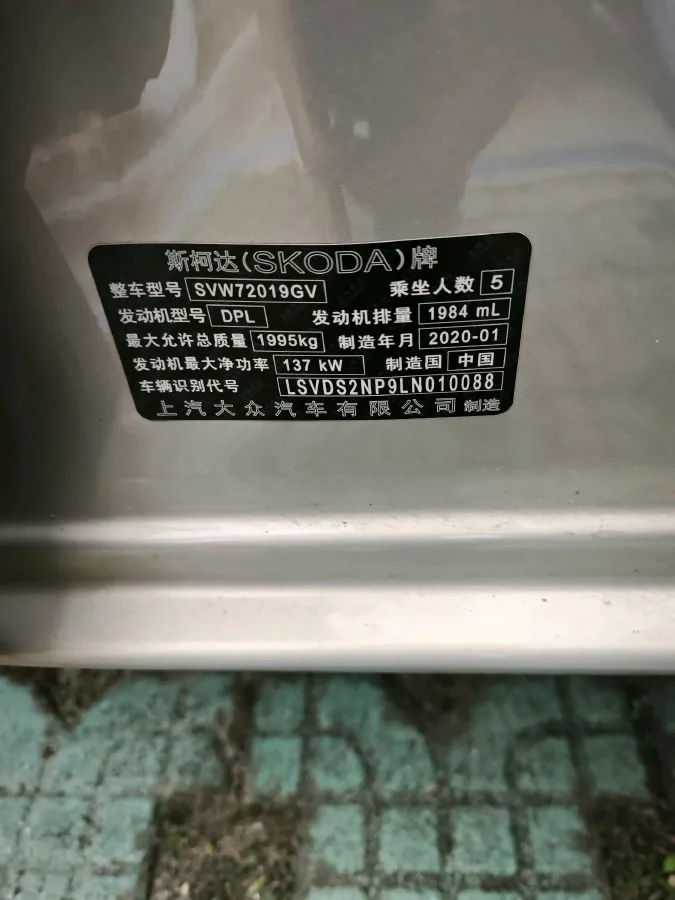 斯柯达(SKODA)牌
整车型号 SVW72019GV 乘坐人数 5
发动机型号 DPL 发动机排量 1984 mL
最大允许总质量 1995kg 制造年月 2020-01
发动机最大净功率 137 kW 制造国 中国
车辆识别代号 LSVDS2NP9LN010088
上汽大众汽车有限公司 制造